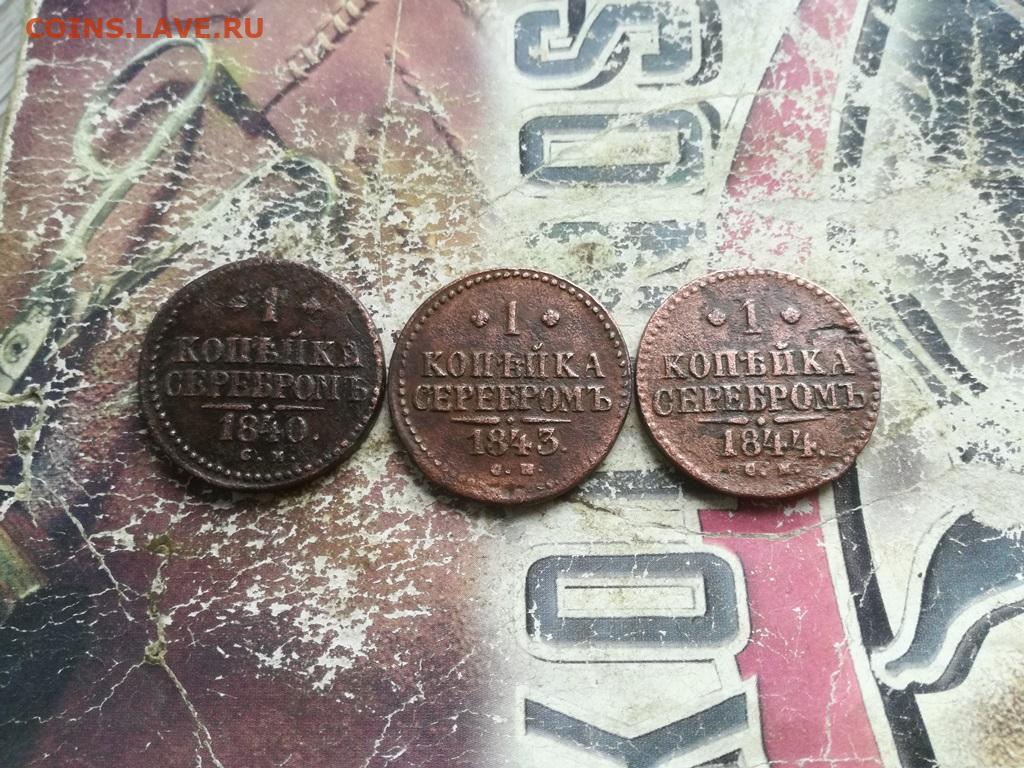 COINS.LAVE.RU
1
КОПѢЙКА
СЕРЕБРОМЪ
1840.
С. М.
1
КОПѢЙКА
СЕРЕБРОМЪ
1843.
1
КОПѢЙКА
СЕРЕБРОМЪ
1844.
С. М.